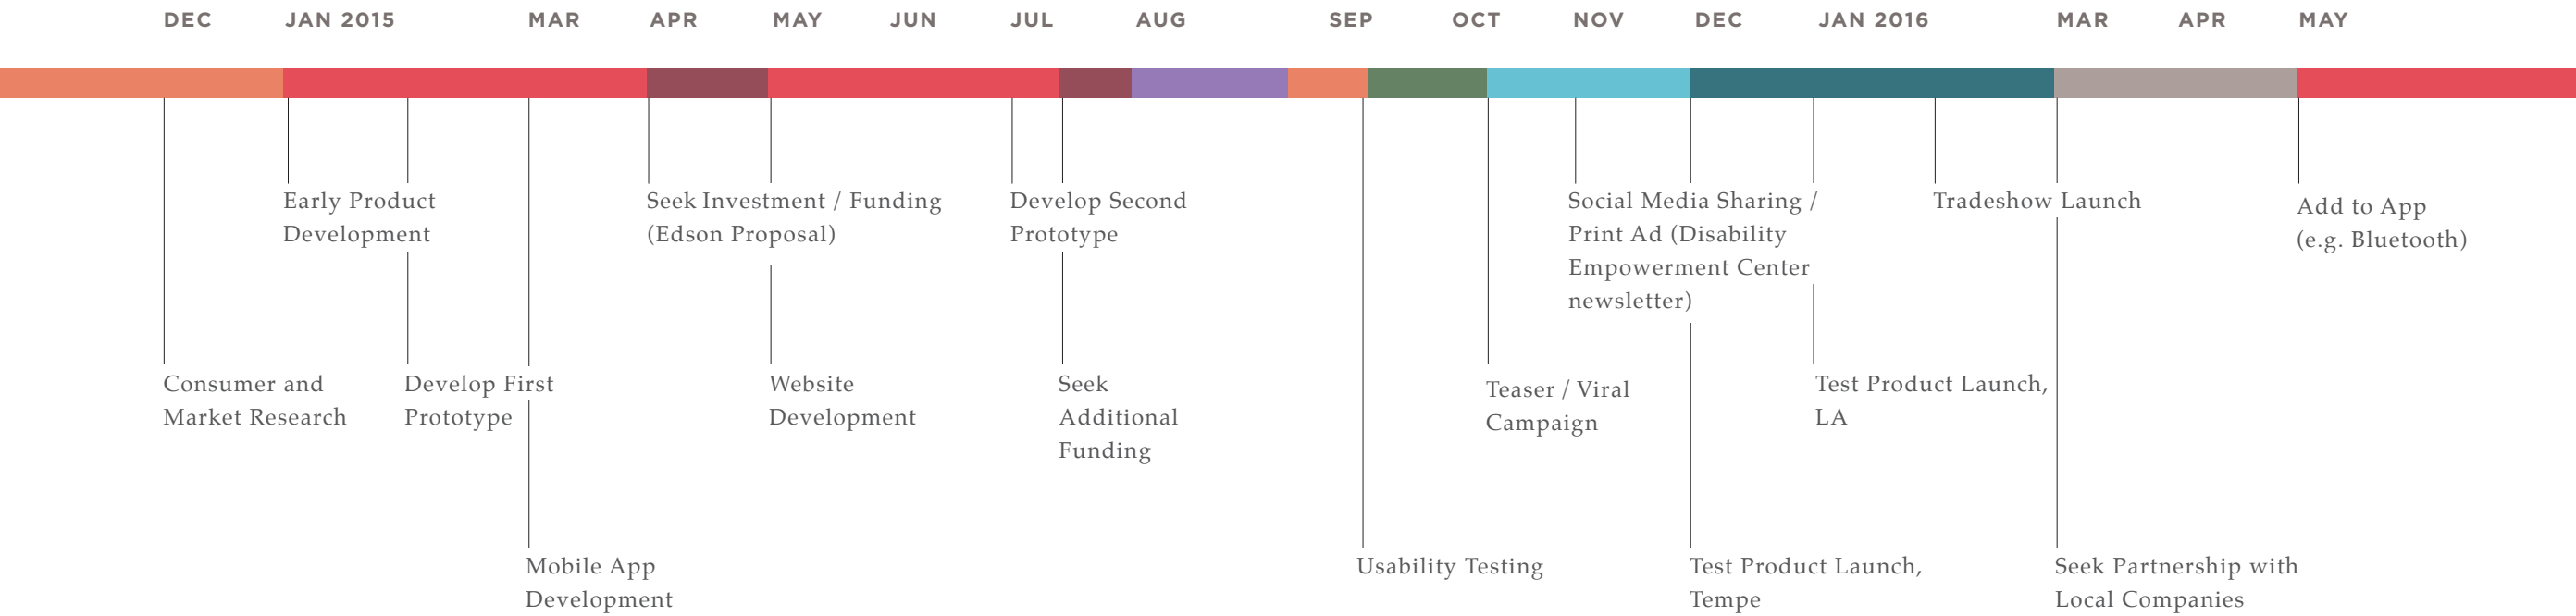 DEC JAN 2015 MAR APR MAY JUN JUL AUG SEP OCT NOV DEC JAN 2016 MAR APR MAY
Early Product
Development
Seek Investment / Funding
(Edson Proposal)
Develop Second
Prototype
Social Media Sharing /
Print Ad (Disability
Empowerment Center
newsletter)
Tradeshow Launch
Add to App
(e.g. Bluetooth)
Consumer and
Market Research
Develop First
Prototype
Website
Development
Seek
Additional
Funding
Teaser / Viral
Campaign
Test Product Launch,
LA
Mobile App
Development
Usability Testing
Test Product Launch,
Tempe
Seek Partnership with
Local Companies